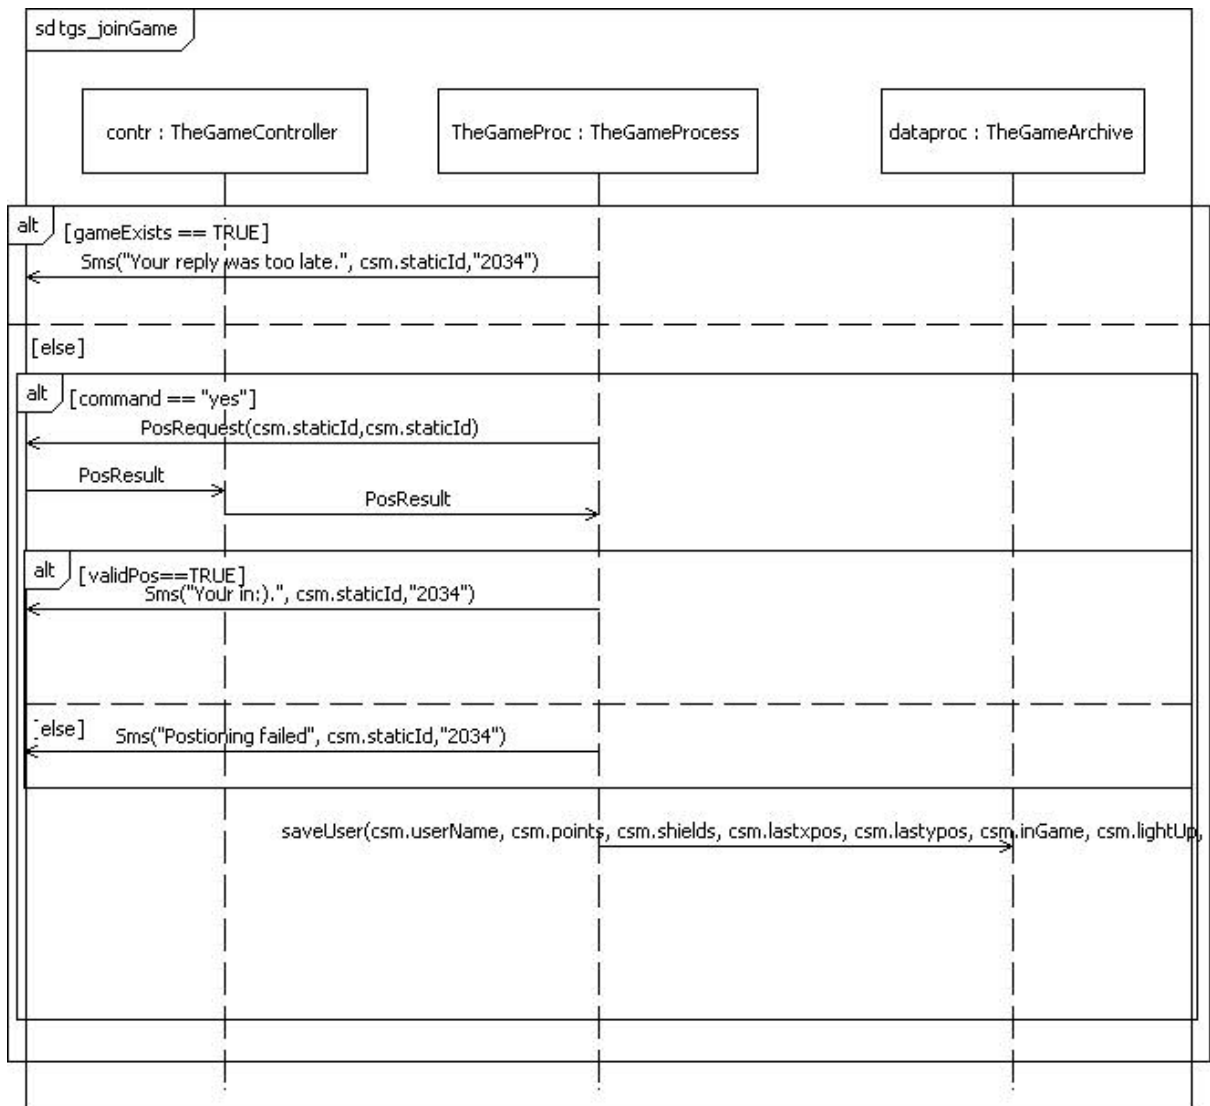 sd tgs_joinGame
contr : TheGameController
TheGameProc : TheGameProcess
dataproc : TheGameArchive
alt
[gameExists == TRUE]
Sms("Your reply was too late.", csm.staticId,"2034")
[else]
alt
[command == "yes"]
PosRequest(csm.staticId,csm.staticId)
PosResult
PosResult
alt
[validPos==TRUE]
Sms("Your in:).", csm.staticId,"2034")
[else]
Sms("Postioning failed", csm.staticId,"2034")
saveUser(csm.userName, csm.points, csm.shields, csm.lastxpos, csm.lastypos, csm.inGame, csm.lightUp,